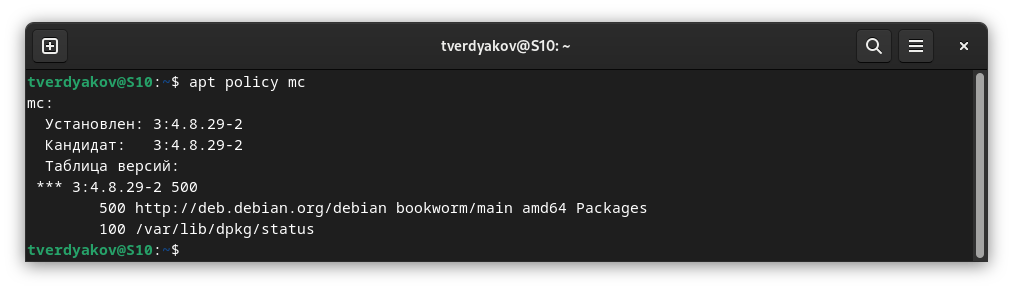 tverdyakov@S10: ~
tverdyakov@S10:~$ apt policy mc
mc:
  Установлен: 3:4.8.29-2
  Кандидат:   3:4.8.29-2
  Таблица версий:
 *** 3:4.8.29-2 500
        500 http://deb.debian.org/debian bookworm/main amd64 Packages
        100 /var/lib/dpkg/status
tverdyakov@S10:~$